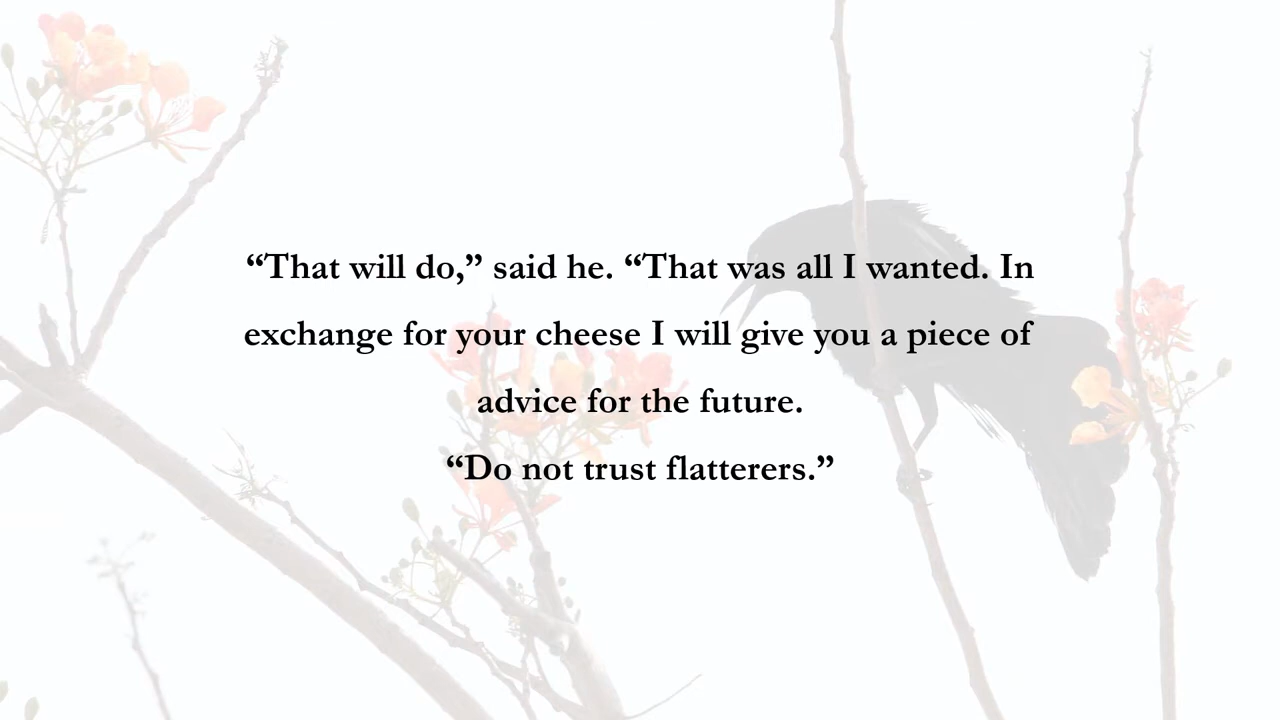 “That will do,” said he. “That was all I wanted. In
exchange for your cheese I will give you a piece of
advice for the future.
“Do not trust flatterers.”